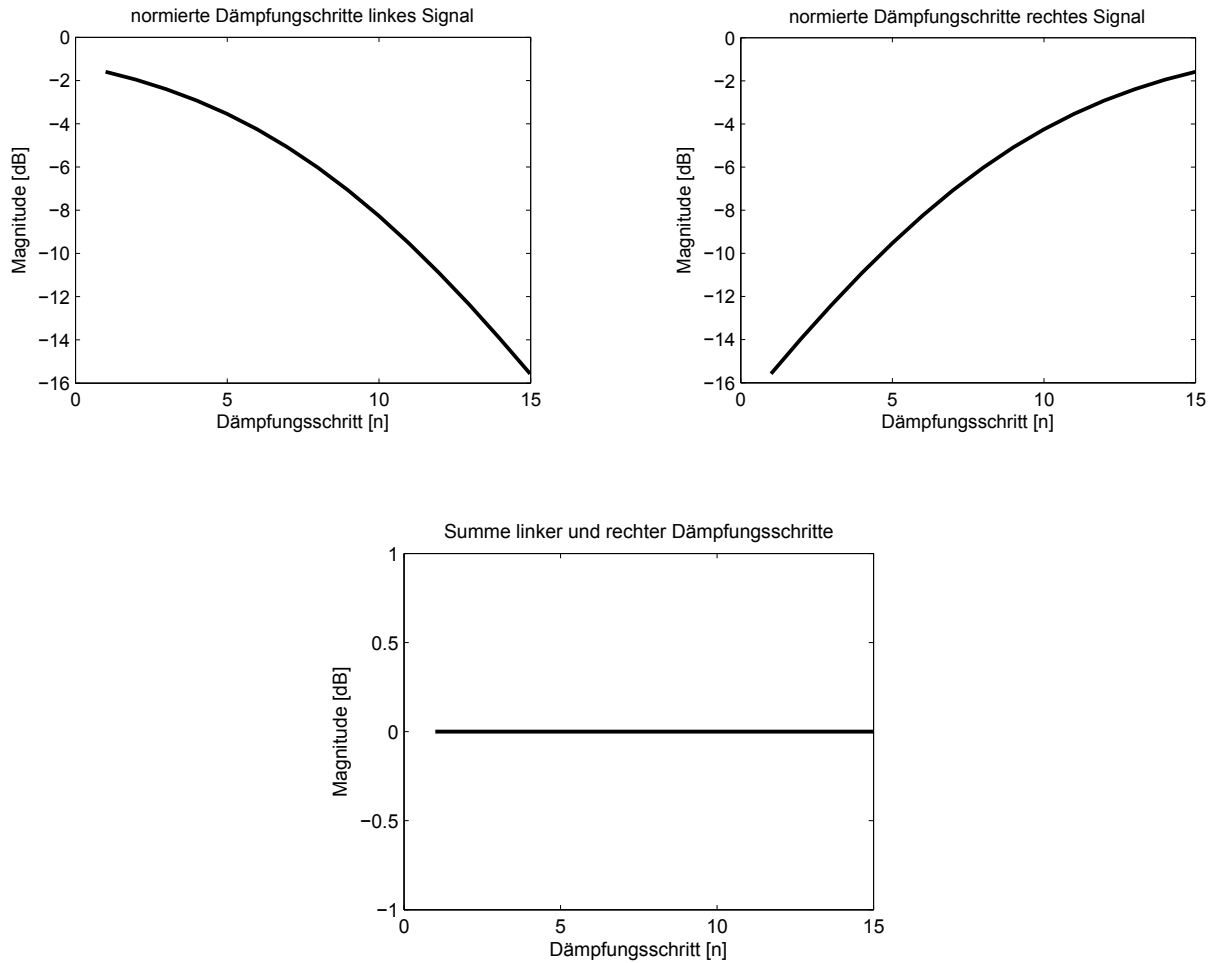 normierte Dämpfungschritte linkes Signal
0
−2
−4
−6
−8
−10
−12
−14
−16
Magnitude [dB]
0 5 10 15
Dämpfungsschritt [n]
normierte Dämpfungschritte rechtes Signal
0
−2
−4
−6
−8
−10
−12
−14
−16
Magnitude [dB]
0 5 10 15
Dämpfungsschritt [n]
Summe linker und rechter Dämpfungsschritte
1
0.5
0
−0.5
−1
Magnitude [dB]
0 5 10 15
Dämpfungsschritt [n]